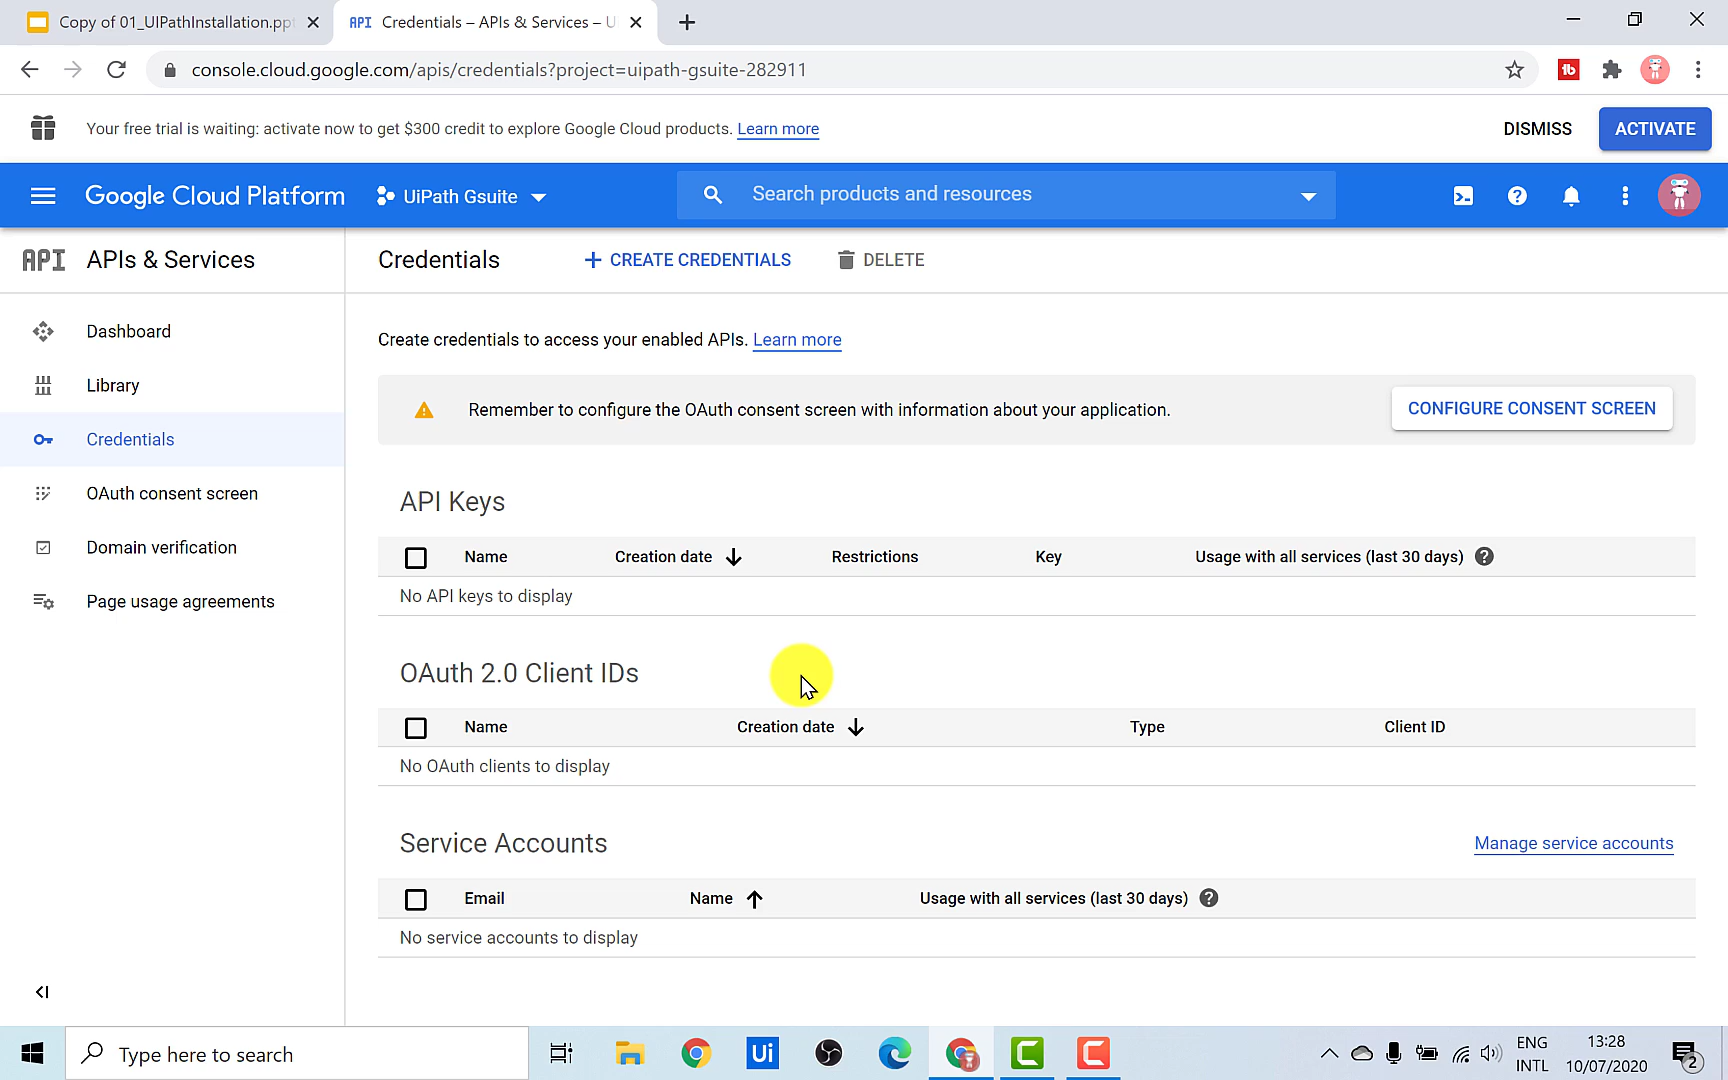 Copy of 01_UIPathInstallation.ppt
API Credentials – APIs & Services – U
console.cloud.google.com/apis/credentials?project=uipath-gsuite-282911
Your free trial is waiting: activate now to get $300 credit to explore Google Cloud products. Learn more
DISMISS
ACTIVATE
Google Cloud Platform
UiPath Gsuite
Search products and resources
API APIs & Services
Credentials
CREATE CREDENTIALS
DELETE
Dashboard
Library
Credentials
OAuth consent screen
Domain verification
Page usage agreements
Create credentials to access your enabled APIs. Learn more
Remember to configure the OAuth consent screen with information about your application.
CONFIGURE CONSENT SCREEN
API Keys
Name Creation date Restrictions Key Usage with all services (last 30 days)
No API keys to display
OAuth 2.0 Client IDs
Name Creation date Type Client ID
No OAuth clients to display
Service Accounts
Manage service accounts
Email Name Usage with all services (last 30 days)
No service accounts to display
Type here to search
Ui
ENG
INTL
13:28
10/07/2020
2